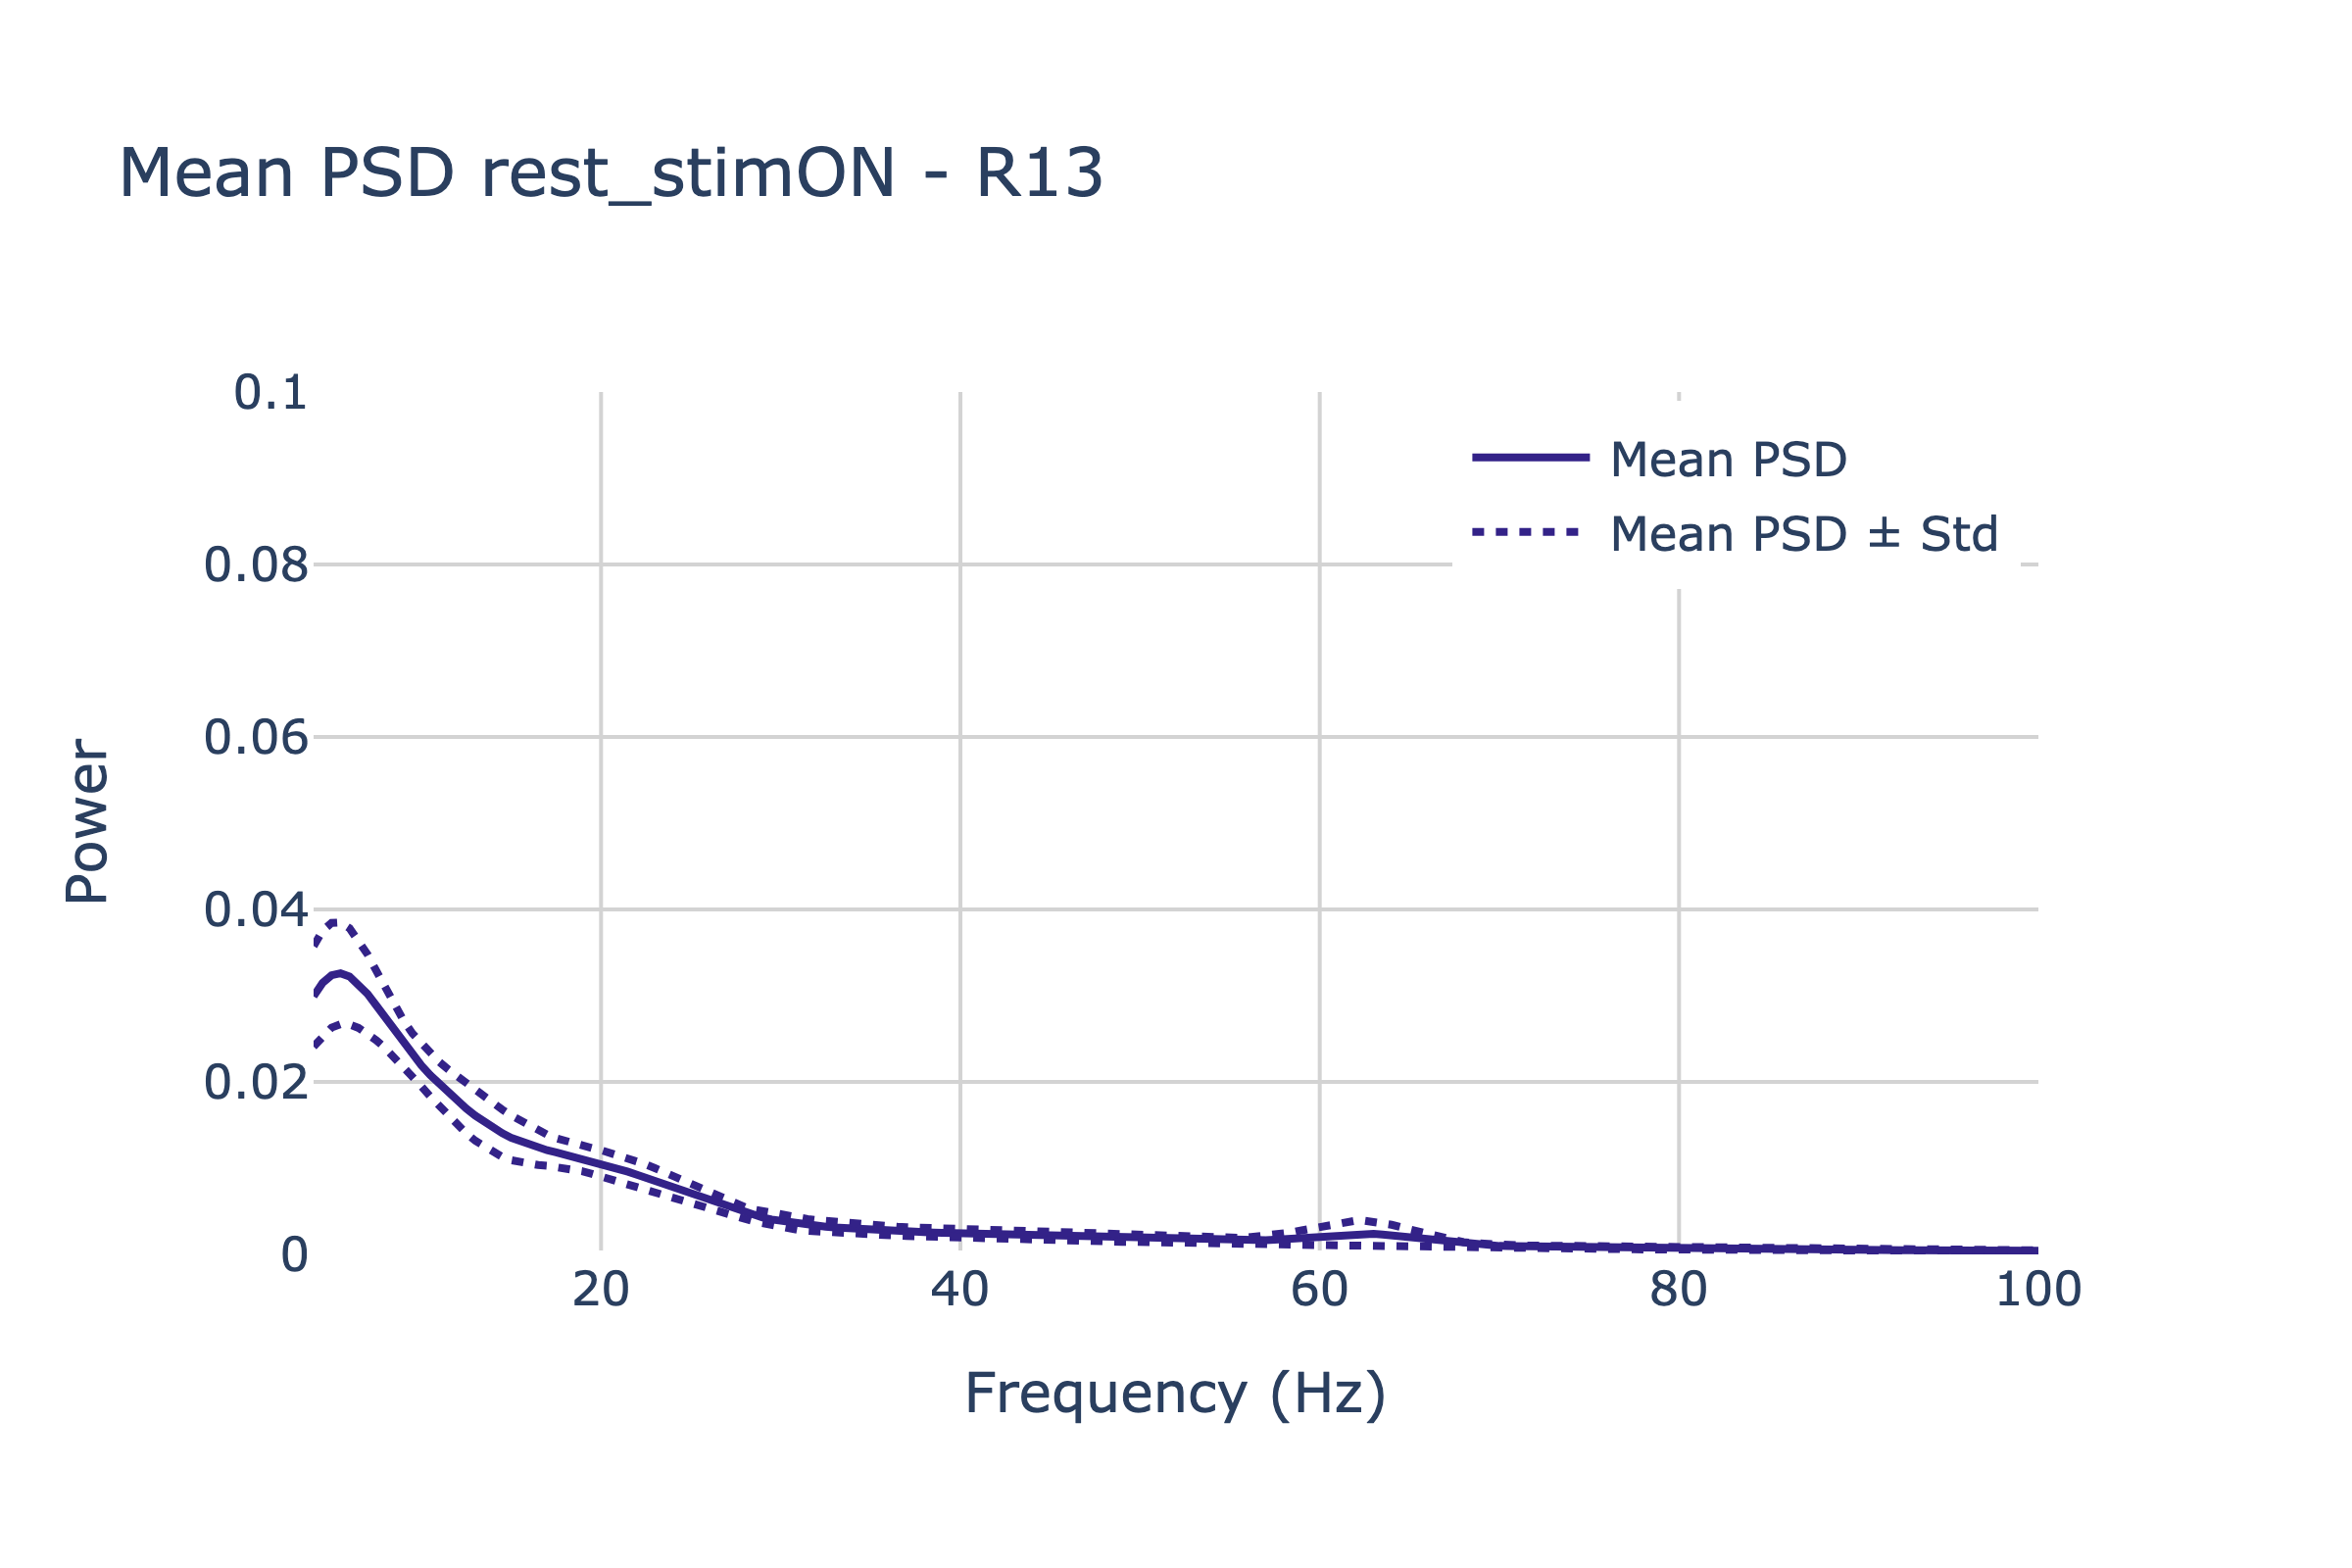 Mean PSD rest_stimON - R13
0.1
0.08
0.06
0.04
0.02
0
Power
Mean PSD
Mean PSD ± Std
20 40 60 80 100
Frequency (Hz)